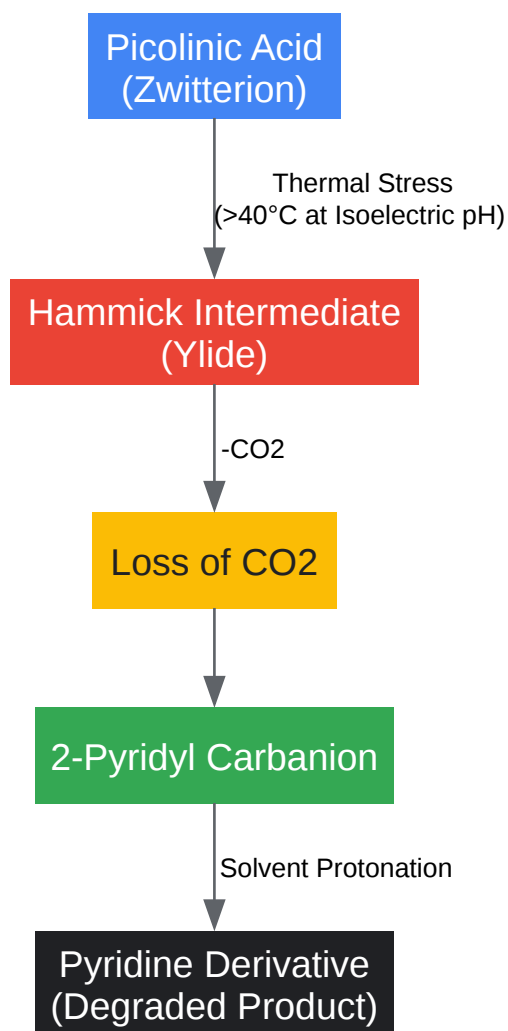 Picolinic Acid
(Zwitterion)
Thermal Stress
(>40°C at Isoelectric pH)
Hammick Intermediate
(Ylide)
-CO2
Loss of CO2
2-Pyridyl Carbanion
Solvent Protonation
Pyridine Derivative
(Degraded Product)